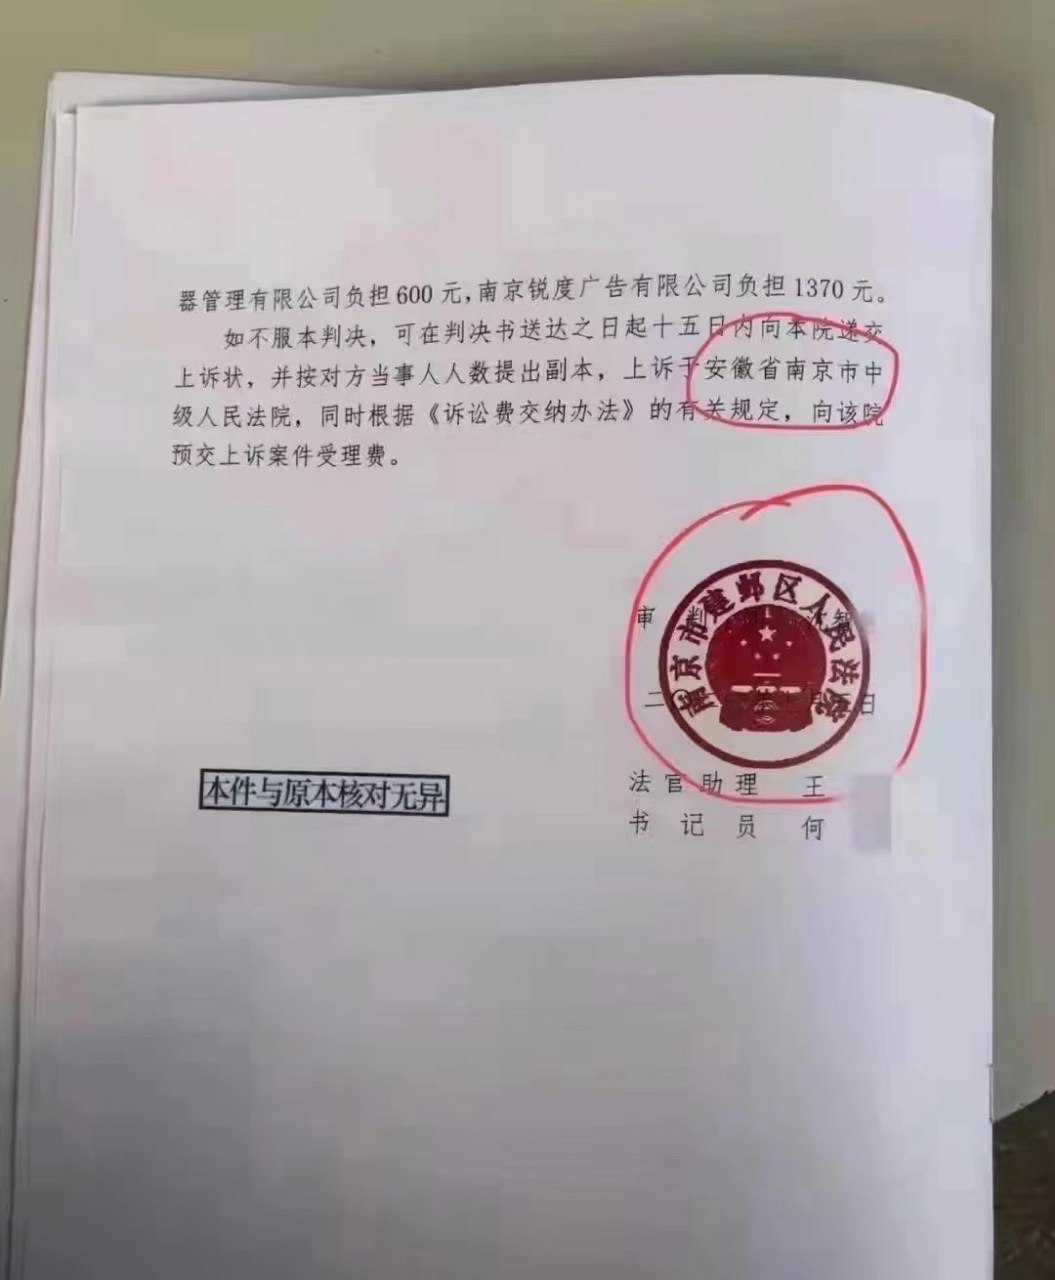 器管理有限公司负担600元,南京锐度广告有限公司负担1370元。
如不服本判决，可在判决书送达之日起十五日内向本院递交
上诉状，并按对方当事人人数提出副本，上诉于安徽省南京市中
级人民法院，同时根据《诉讼费交纳办法》的有关规定，向该院
预交上诉案件受理费。
审 判
南京市建邺区人民法院
二〇 日
本件与原本核对无异
法官助理 王
书记员 何